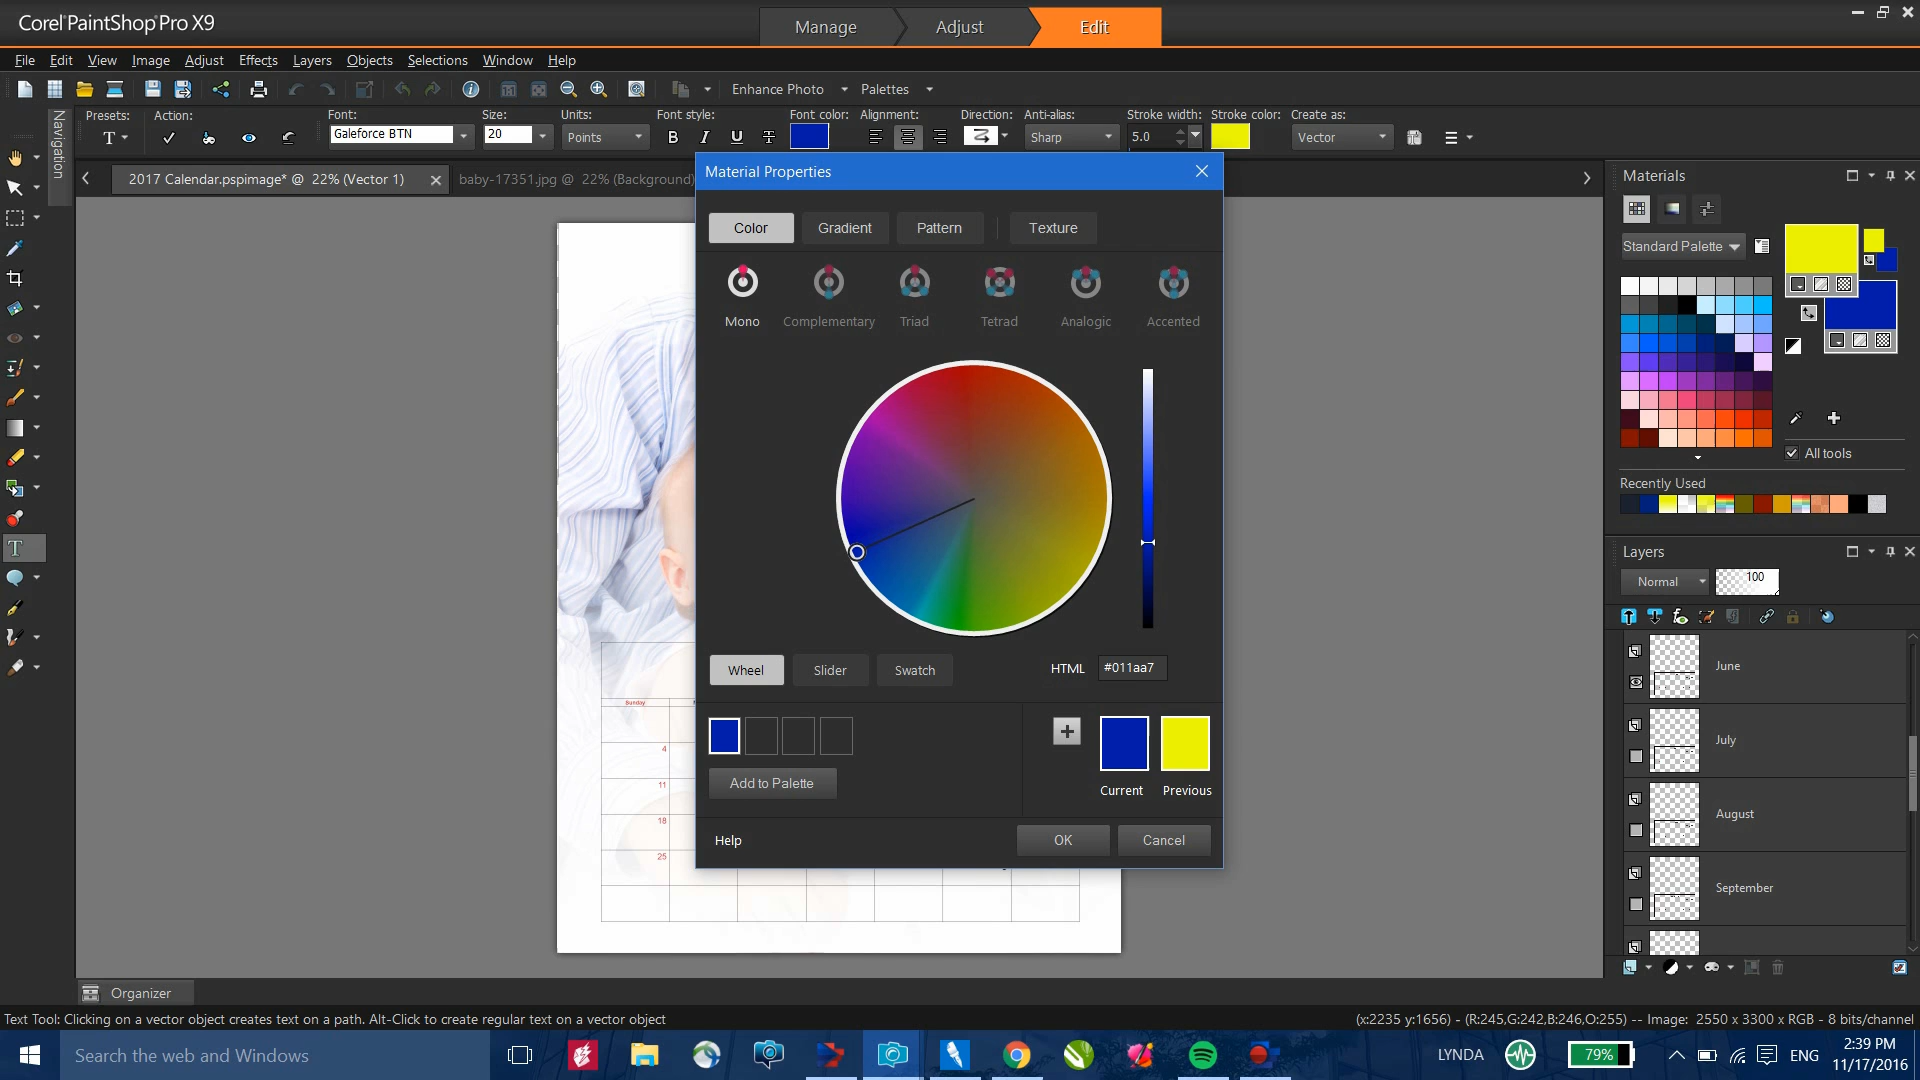 Corel PaintShop Pro X9
Manage
Adjust
Edit
File Edit View Image Adjust Effects Layers Objects Selections Window Help
Enhance Photo
Palettes
Presets:
Action:
Font:
Size:
Units:
Font style:
Font color:
Alignment:
Direction:
Anti-alias:
Stroke width:
Stroke color:
Create as:
T
Galeforce BTN
20
Points
B I U T
Sharp
5.0
Vector
Navigation
2017 Calendar.pspimage* @ 22% (Vector 1)
baby-17351.jpg @ 22% (Background)
Material Properties
Color
Gradient
Pattern
Texture
Mono
Complementary
Triad
Tetrad
Analogic
Accented
Wheel
Slider
Swatch
HTML
#011aa7
Add to Palette
Current
Previous
Help
OK
Cancel
Sunday
4
11
18
25
Materials
Standard Palette
All tools
Recently Used
Layers
Normal
100
June
July
August
September
Organizer
Text Tool: Clicking on a vector object creates text on a path. Alt-Click to create regular text on a vector object
(x:2235 y:1656) - (R:245,G:242,B:246,O:255) -- Image: 2550 x 3300 x RGB - 8 bits/channel
Search the web and Windows
LYNDA
79%
ENG
2:39 PM
11/17/2016